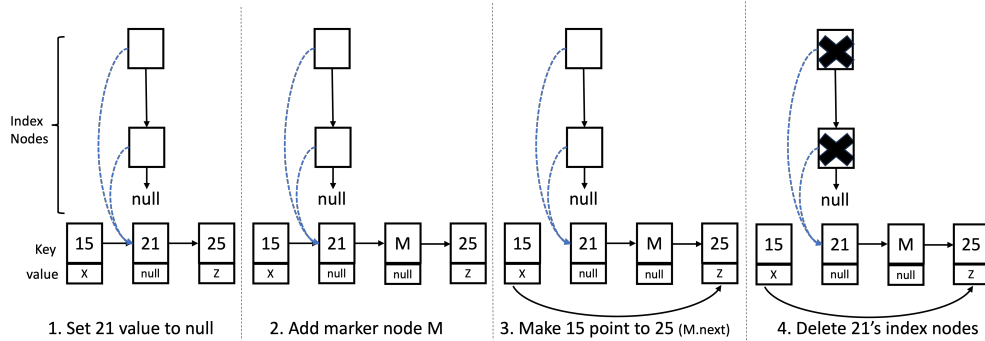 Index
Nodes
null
null
null
null
15 21 25
15 21 M 25
15 21 M 25
15 21 M 25
Key
value
X null Z
X null null Z
X null null Z
X null null Z
1. Set 21 value to null
2. Add marker node M
3. Make 15 point to 25 (M.next)
4. Delete 21’s index nodes